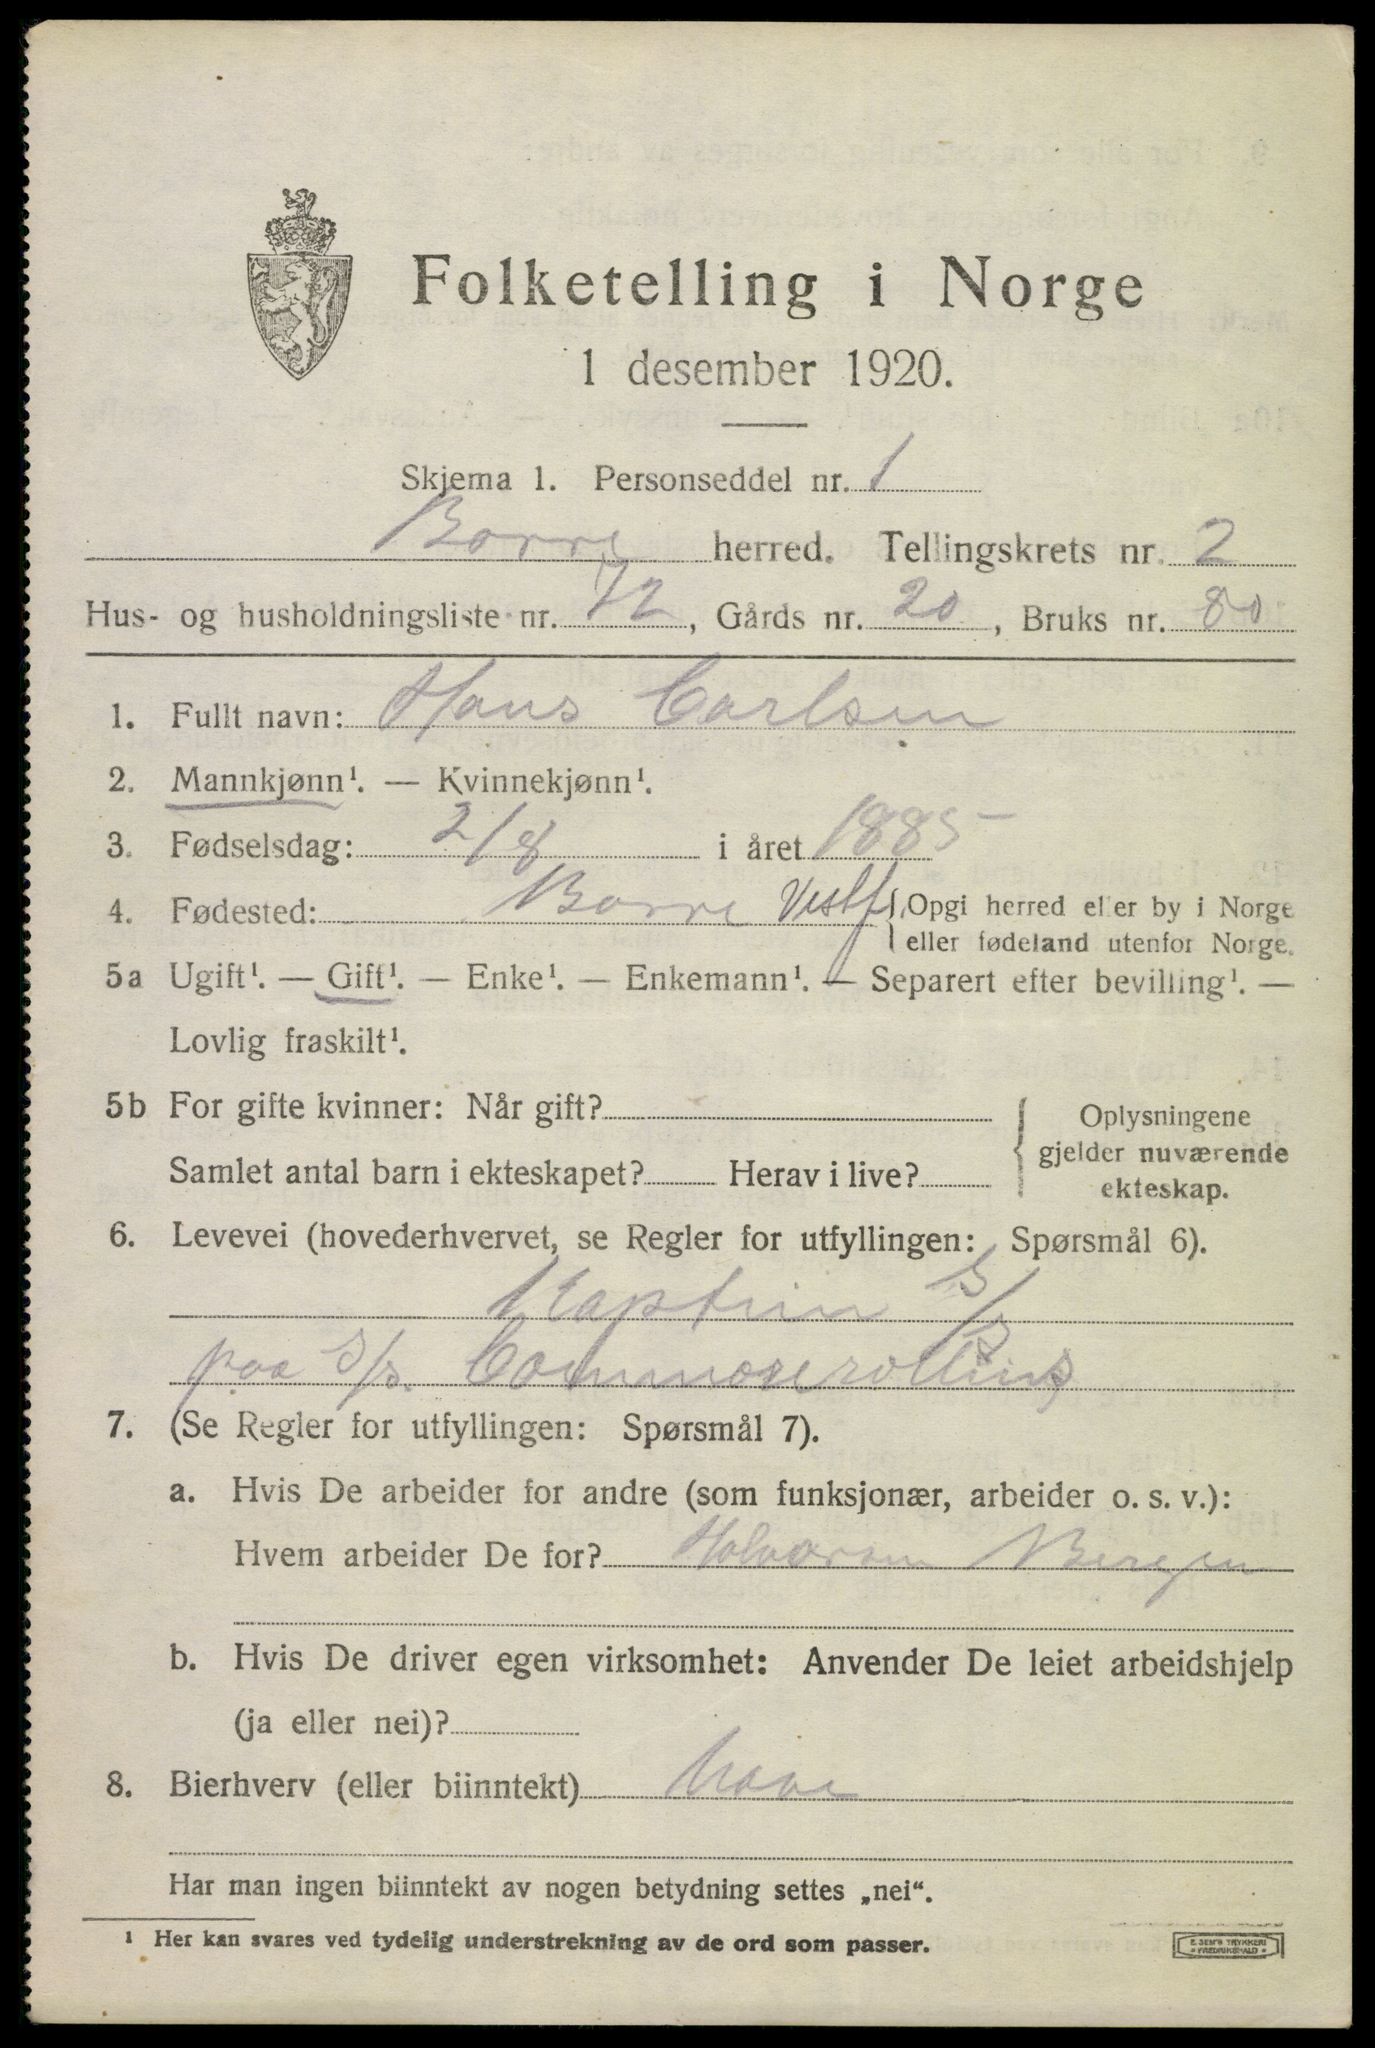 Folketelling i Norge
1 desember 1920.
Skjema 1. Personseddel nr. 1
Borre herred. Tellingskrets nr. 2
Hus- og husholdningsliste nr. 72, Gårds nr. 20, Bruks nr. 80
1. Fullt navn: Hans Carlsen
2. Mannkjønn¹. — Kvinnekjønn¹.
3. Fødselsdag: 2/8 i året 1885
4. Fødested: Borre Vestf. Opgi herred eller by i Norge
eller fødeland utenfor Norge.
5a Ugift¹. — Gift¹. — Enke¹. — Enkemann¹. — Separert efter bevilling¹. —
Lovlig fraskilt¹.
5b For gifte kvinner: Når gift?
Samlet antal barn i ekteskapet? Herav i live?
Oplysningene
gjelder nuværende
ekteskap.
6. Levevei (hovederhvervet, se Regler for utfyllingen: Spørsmål 6).
Kaptein S/S
paa S/S.
7. (Se Regler for utfyllingen: Spørsmål 7).
a. Hvis De arbeider for andre (som funksjonær, arbeider o. s. v.):
Hvem arbeider De for? Halvorsen Bergen
b. Hvis De driver egen virksomhet: Anvender De leiet arbeidshjelp
(ja eller nei)?
8. Bierhverv (eller biinntekt)
Har man ingen biinntekt av nogen betydning settes „nei“.
¹ Her kan svares ved tydelig understrekning av de ord som passer.
E. SEM'S TRYKKERI
FREDRIKSHALD